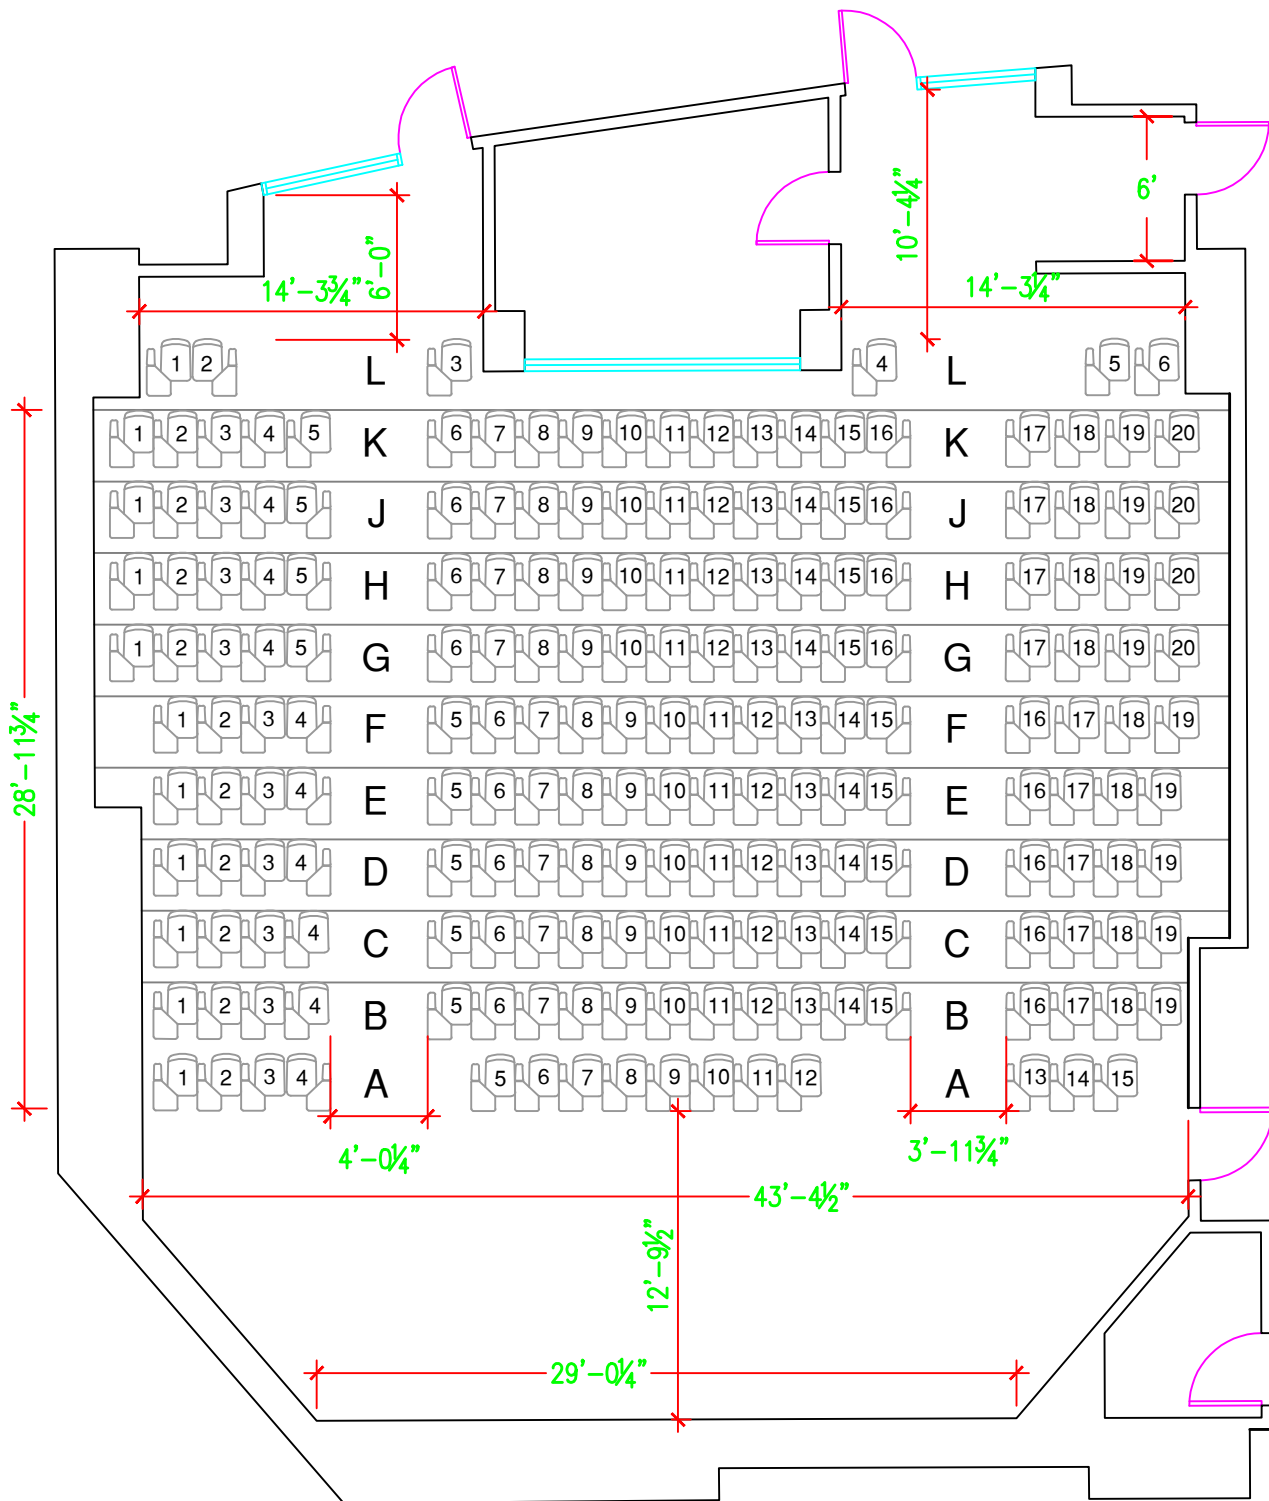 6'
10'-4¼"
6'-0"
14'-3¾"
14'-3¼"
1 2 L 3 4 L 5 6
1 2 3 4 5 K 6 7 8 9 10 11 12 13 14 15 16 K 17 18 19 20
1 2 3 4 5 J 6 7 8 9 10 11 12 13 14 15 16 J 17 18 19 20
1 2 3 4 5 H 6 7 8 9 10 11 12 13 14 15 16 H 17 18 19 20
1 2 3 4 5 G 6 7 8 9 10 11 12 13 14 15 16 G 17 18 19 20
1 2 3 4 F 5 6 7 8 9 10 11 12 13 14 15 F 16 17 18 19
28'-11¾"
1 2 3 4 E 5 6 7 8 9 10 11 12 13 14 15 E 16 17 18 19
1 2 3 4 D 5 6 7 8 9 10 11 12 13 14 15 D 16 17 18 19
1 2 3 4 C 5 6 7 8 9 10 11 12 13 14 15 C 16 17 18 19
1 2 3 4 B 5 6 7 8 9 10 11 12 13 14 15 B 16 17 18 19
1 2 3 4 A 5 6 7 8 9 10 11 12 A 13 14 15
4'-0¼"
3'-11¾"
43'-4½"
12'-9½"
29'-0¼"